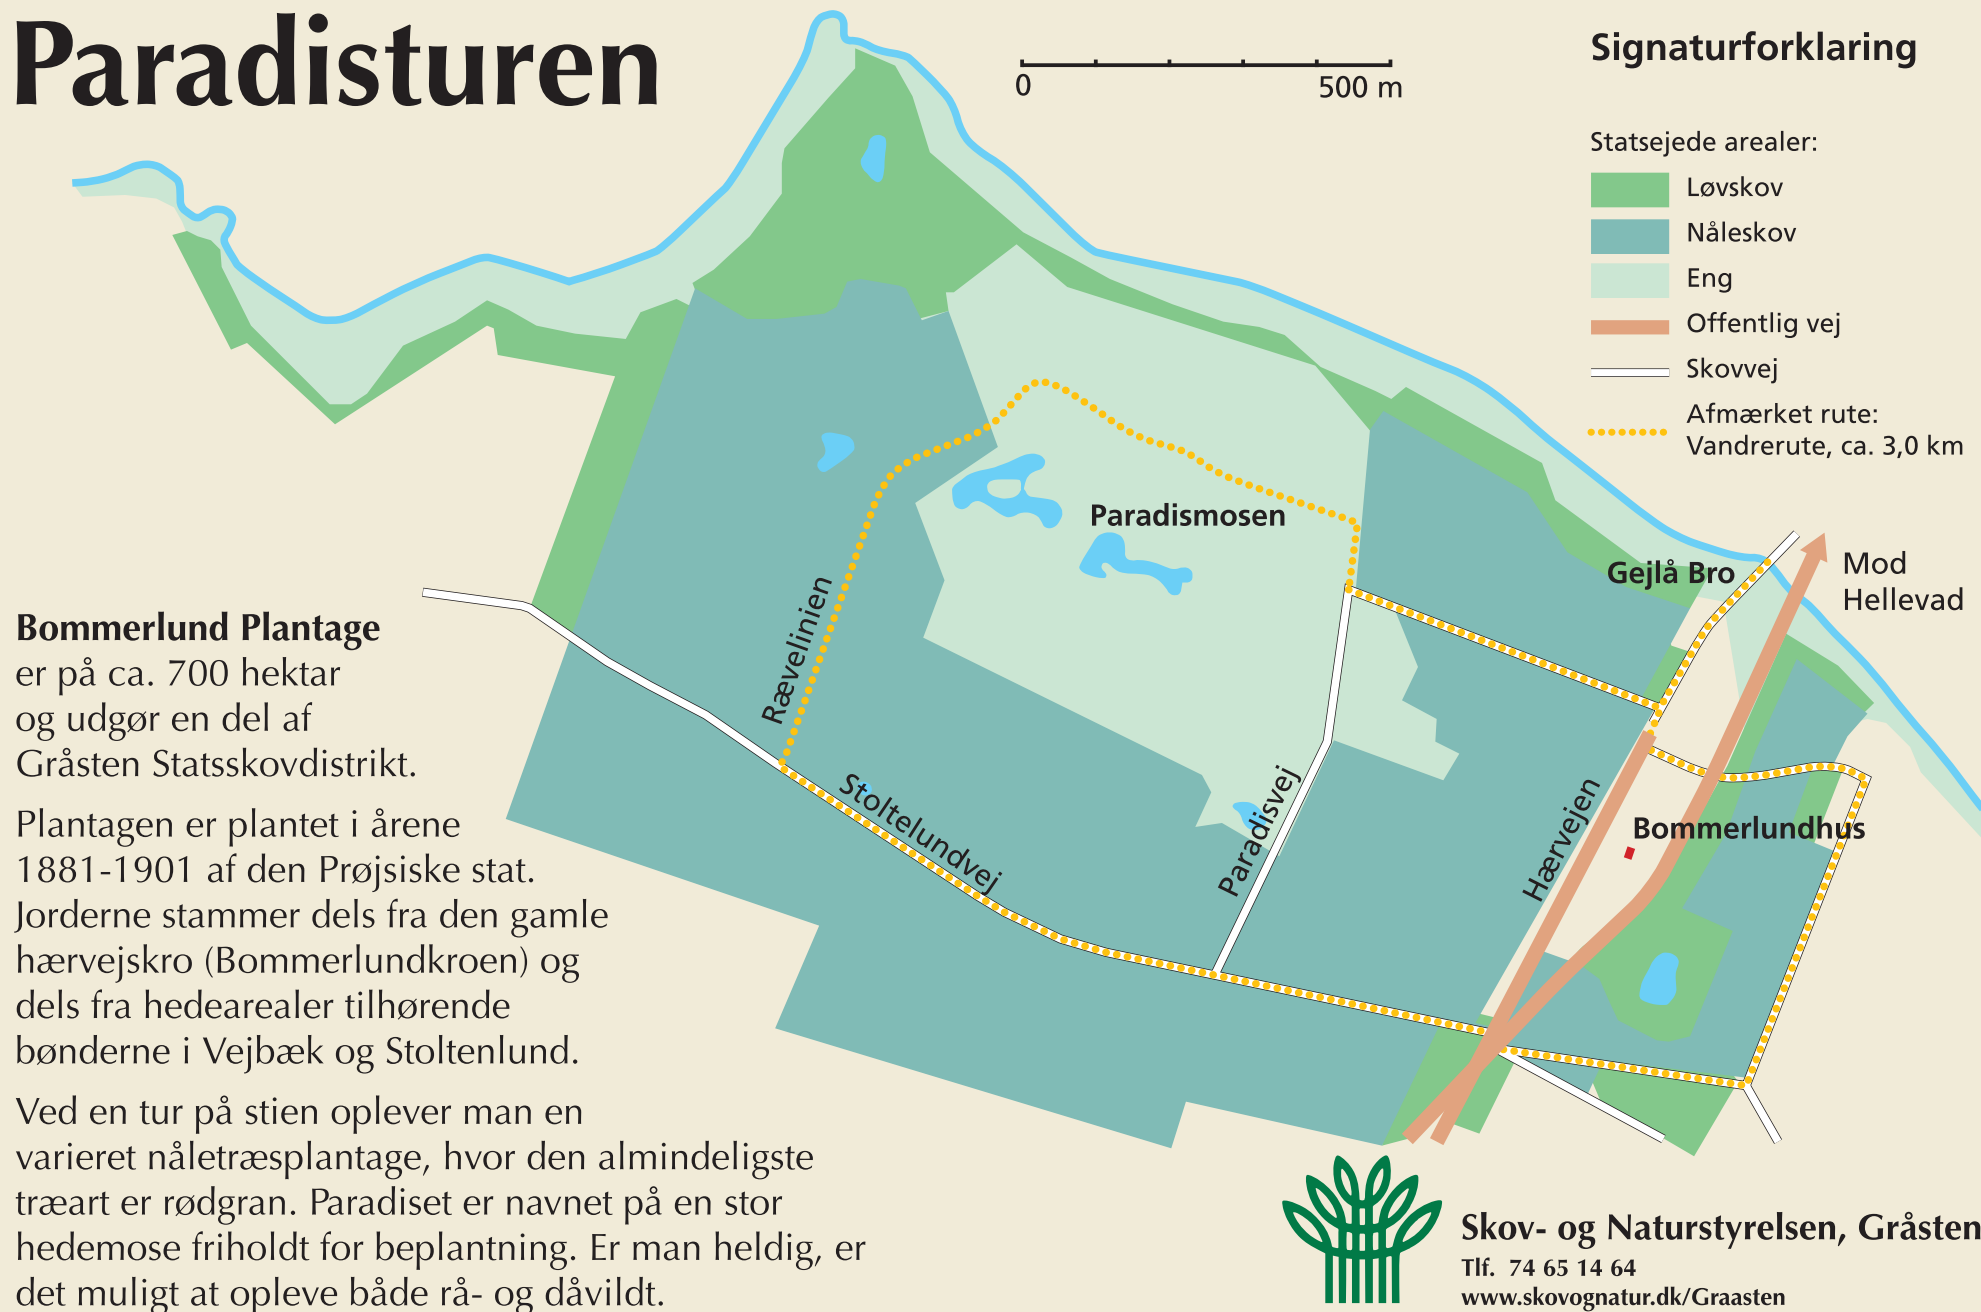 Paradisturen
0
500 m
Signaturforklaring
Statsejede arealer:
Løvskov
Nåleskov
Eng
Offentlig vej
Skovvej
Afmærket rute:
Vandrerute, ca. 3,0 km
Paradismosen
Gejlå Bro
Mod
Hellevad
Rævelinien
Stoltelundvej
Paradisvej
Hærvejen
Bommerlundhus
Bommerlund Plantage
er på ca. 700 hektar
og udgør en del af
Gråsten Statsskovdistrikt.
Plantagen er plantet i årene
1881-1901 af den Prøjsiske stat.
Jorderne stammer dels fra den gamle
hærvejskro (Bommerlundkroen) og
dels fra hedearealer tilhørende
bønderne i Vejbæk og Stoltenlund.
Ved en tur på stien oplever man en
varieret nåletræsplantage, hvor den almindeligste
træart er rødgran. Paradiset er navnet på en stor
hedemose friholdt for beplantning. Er man heldig, er
det muligt at opleve både rå- og dåvildt.
Skov- og Naturstyrelsen, Gråsten
Tlf. 74 65 14 64
www.skovognatur.dk/Graasten